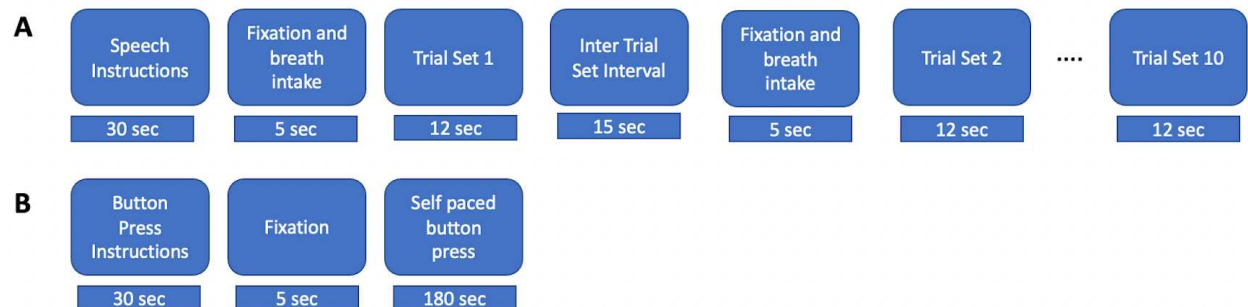 A
Speech
Instructions
30 sec
Fixation and
breath
intake
5 sec
Trial Set 1
12 sec
Inter Trial
Set Interval
15 sec
Fixation and
breath
intake
5 sec
Trial Set 2
12 sec
....
Trial Set 10
12 sec
B
Button
Press
Instructions
30 sec
Fixation
5 sec
Self paced
button
press
180 sec